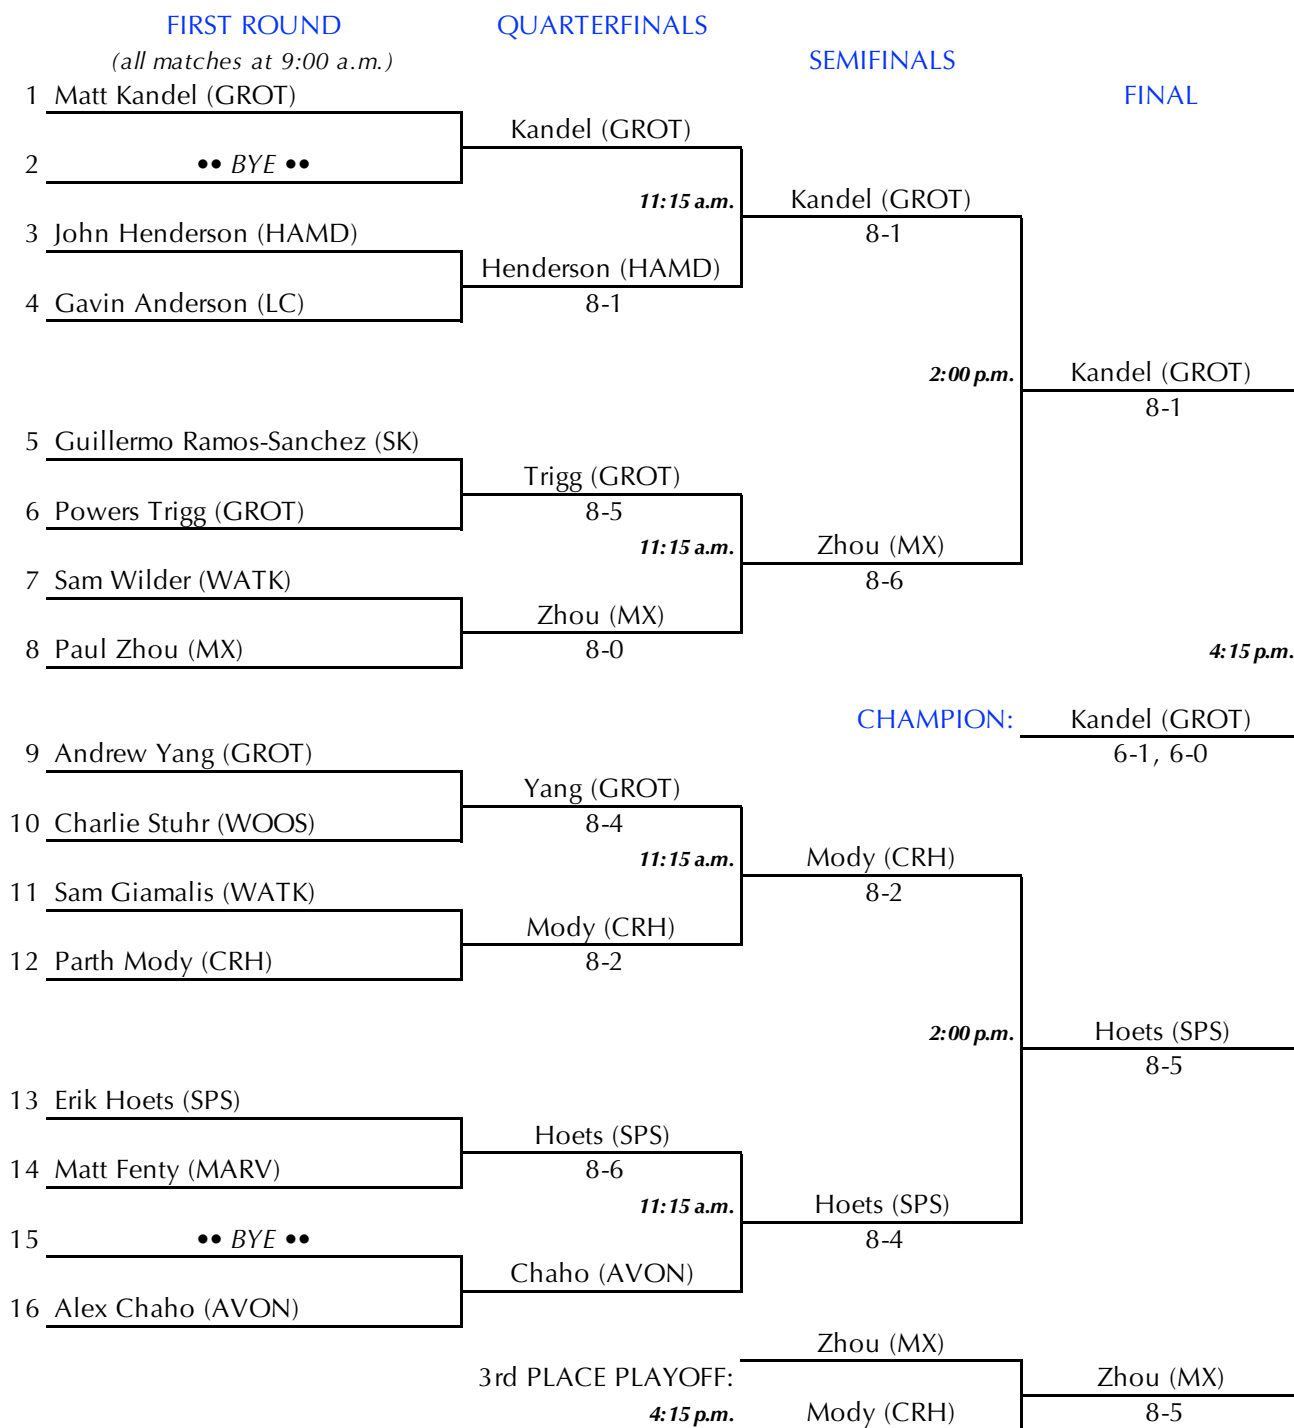 FIRST ROUND QUARTERFINALS
(all matches at 9:00 a.m.) SEMIFINALS
1 Matt Kandel (GROT) FINAL
Kandel (GROT)
2 •• BYE ••
11:15 a.m. Kandel (GROT)
3 John Henderson (HAMD) 8-1
Henderson (HAMD)
4 Gavin Anderson (LC) 8-1
2:00 p.m. Kandel (GROT)
8-1
5 Guillermo Ramos-Sanchez (SK)
Trigg (GROT)
6 Powers Trigg (GROT) 8-5
11:15 a.m. Zhou (MX)
7 Sam Wilder (WATK) 8-6
Zhou (MX)
8 Paul Zhou (MX) 8-0 4:15 p.m.
CHAMPION: Kandel (GROT)
9 Andrew Yang (GROT) 6-1, 6-0
Yang (GROT)
10 Charlie Stuhr (WOOS) 8-4
11:15 a.m. Mody (CRH)
11 Sam Giamalis (WATK) 8-2
Mody (CRH)
12 Parth Mody (CRH) 8-2
2:00 p.m. Hoets (SPS)
8-5
13 Erik Hoets (SPS)
Hoets (SPS)
14 Matt Fenty (MARV) 8-6
11:15 a.m. Hoets (SPS)
15 •• BYE •• 8-4
Chaho (AVON)
16 Alex Chaho (AVON)
Zhou (MX)
3rd PLACE PLAYOFF: Zhou (MX)
4:15 p.m. Mody (CRH) 8-5